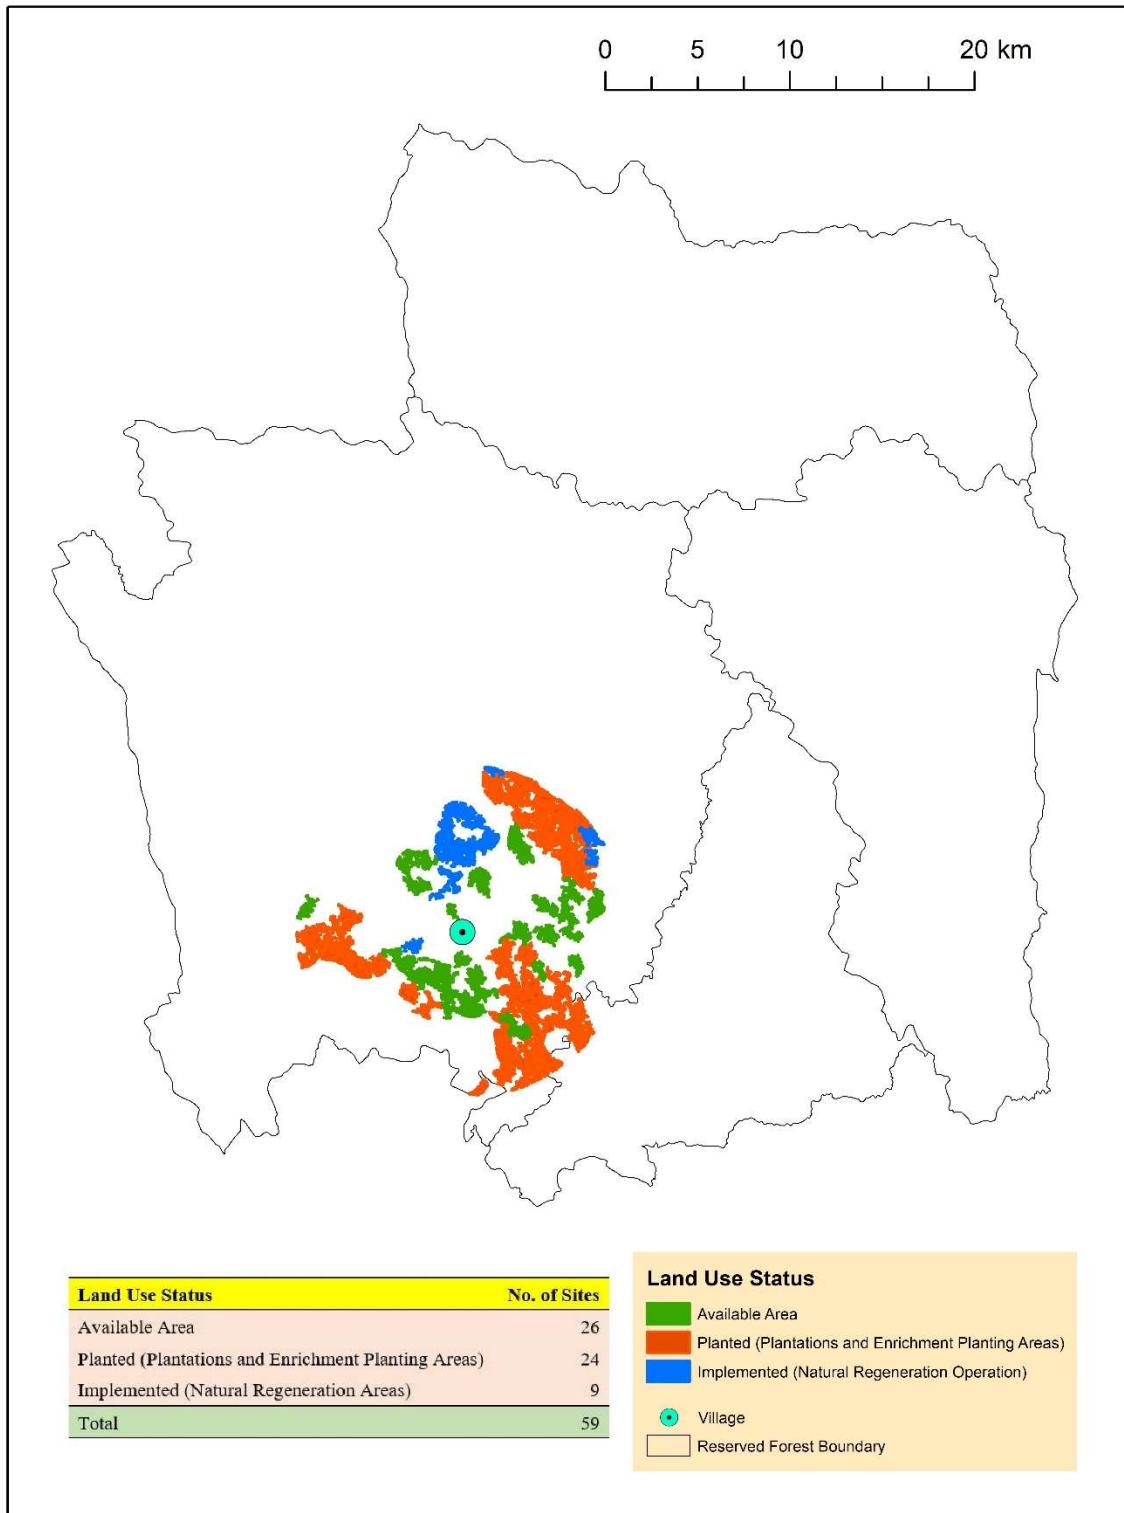 0 5 10 20 km
Land Use Status No. of Sites
Available Area 26
Planted (Plantations and Enrichment Planting Areas) 24
Implemented (Natural Regeneration Areas) 9
Total 59
Land Use Status
Available Area
Planted (Plantations and Enrichment Planting Areas)
Implemented (Natural Regeneration Operation)
Village
Reserved Forest Boundary